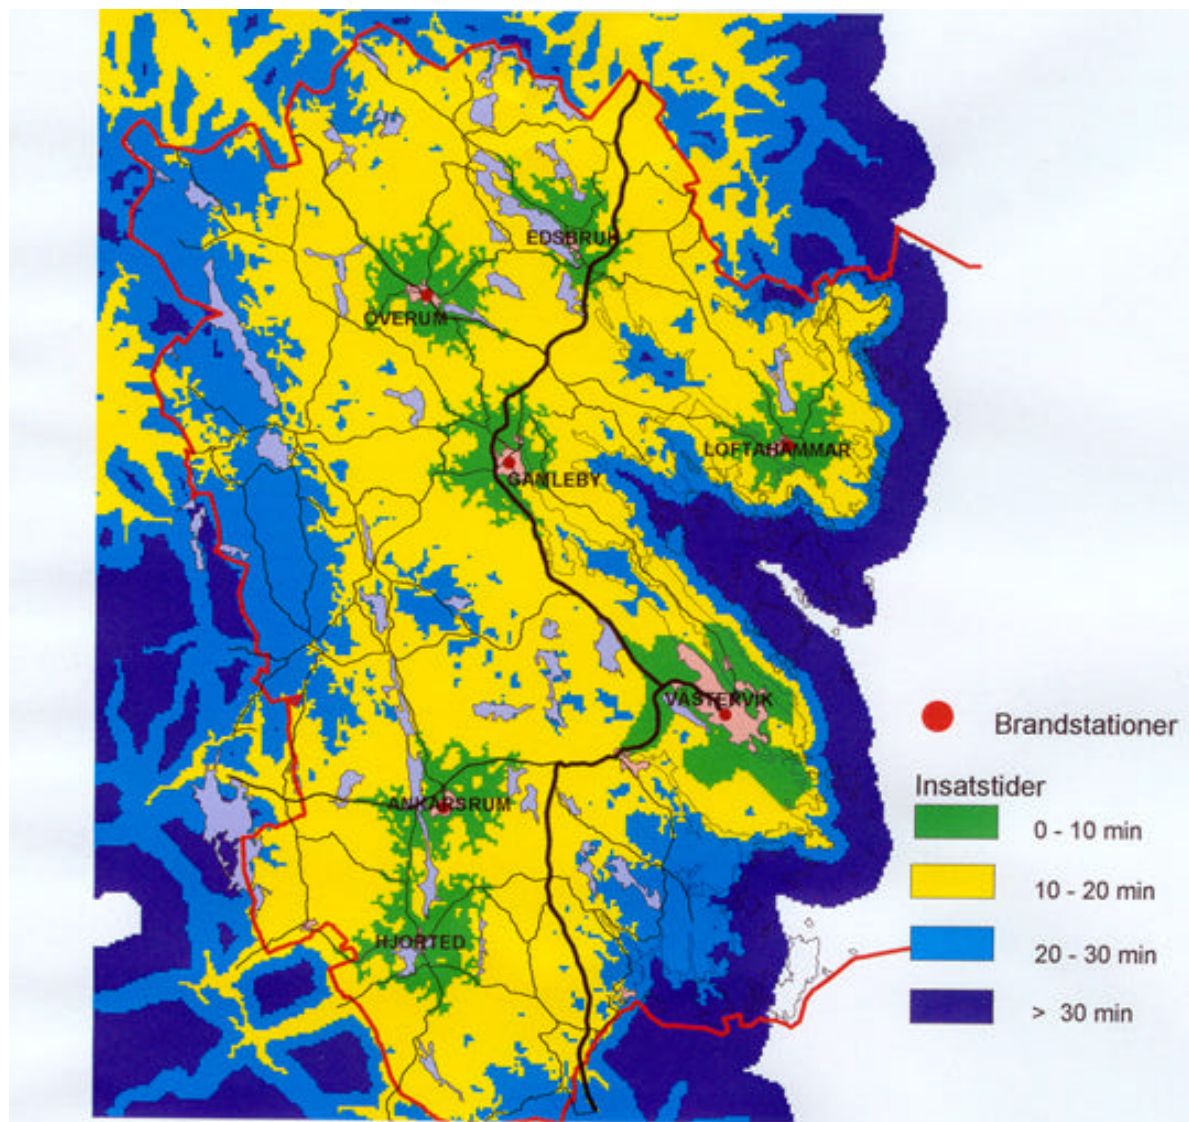 EDSBRUK
ÖVERUM
LOFTAHAMMAR
GAMLEBY
VÄSTERVIK
ANKARSRUM
HJORTED
Brandstationer
Insatstider
0 - 10 min
10 - 20 min
20 - 30 min
> 30 min